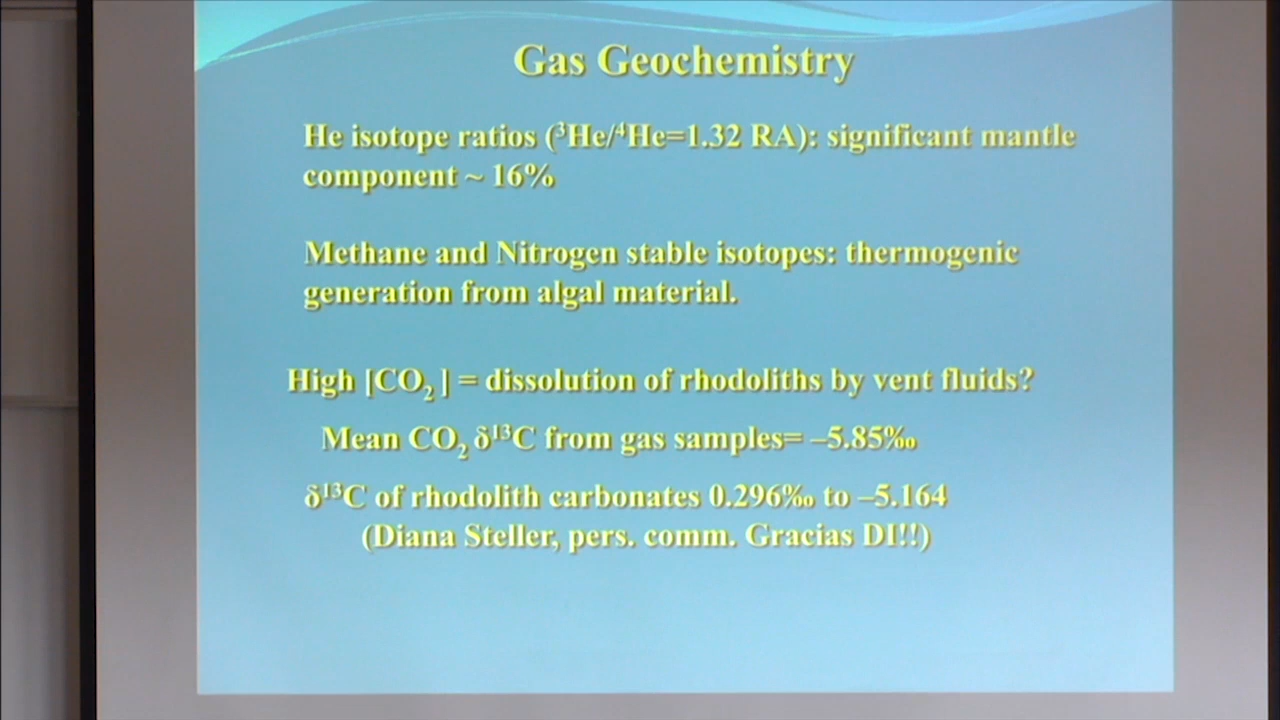 Gas Geochemistry
He isotope ratios (³He/⁴He=1.32 RA): significant mantle
component ~ 16%
Methane and Nitrogen stable isotopes: thermogenic
generation from algal material.
High [CO₂ ] = dissolution of rhodoliths by vent fluids?
Mean CO₂ δ¹³C from gas samples= –5.85‰
δ¹³C of rhodolith carbonates 0.296‰ to –5.164
(Diana Steller, pers. comm. Gracias DI!!)